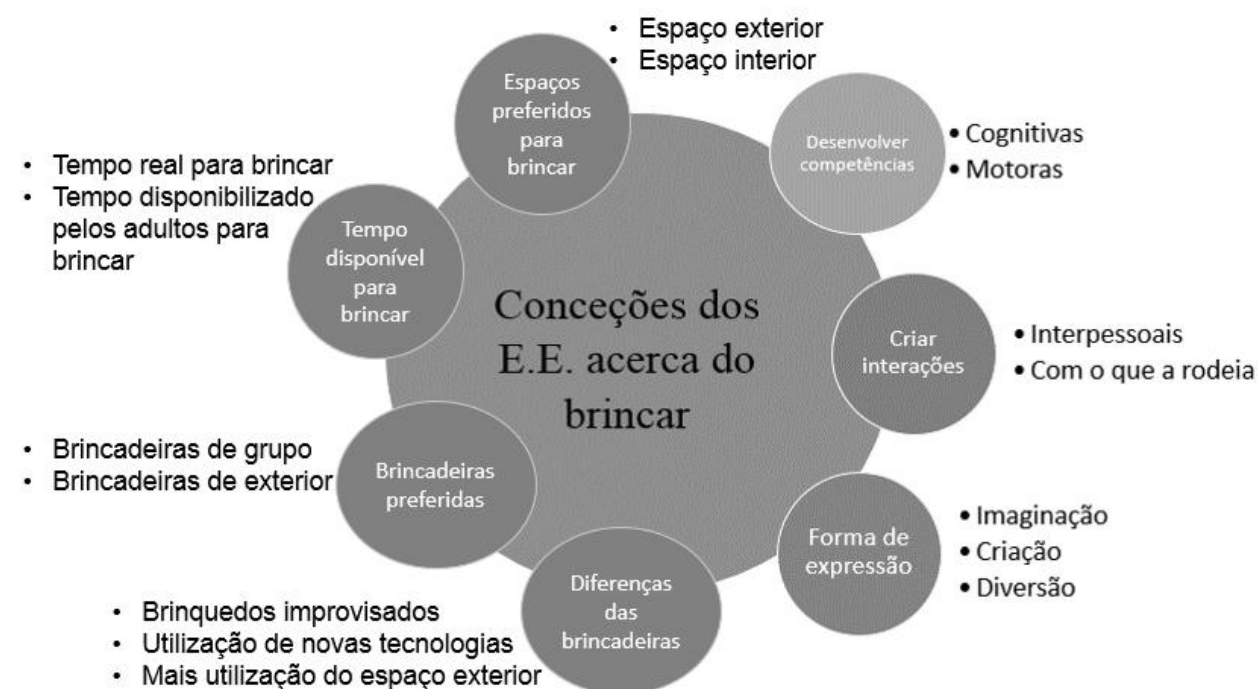 • Espaço exterior
• Espaço interior
Espaços
preferidos
para
brincar
Desenvolver
competências
• Cognitivas
• Motoras
• Tempo real para brincar
• Tempo disponibilizado
pelos adultos para
brincar
Tempo
disponível
para
brincar
Conceções dos
E.E. acerca do
brincar
Criar
interações
• Interpessoais
• Com o que a rodeia
• Brincadeiras de grupo
• Brincadeiras de exterior
Brincadeiras
preferidas
Forma de
expressão
• Imaginação
• Criação
• Diversão
Diferenças
das
brincadeiras
• Brinquedos improvisados
• Utilização de novas tecnologias
• Mais utilização do espaço exterior